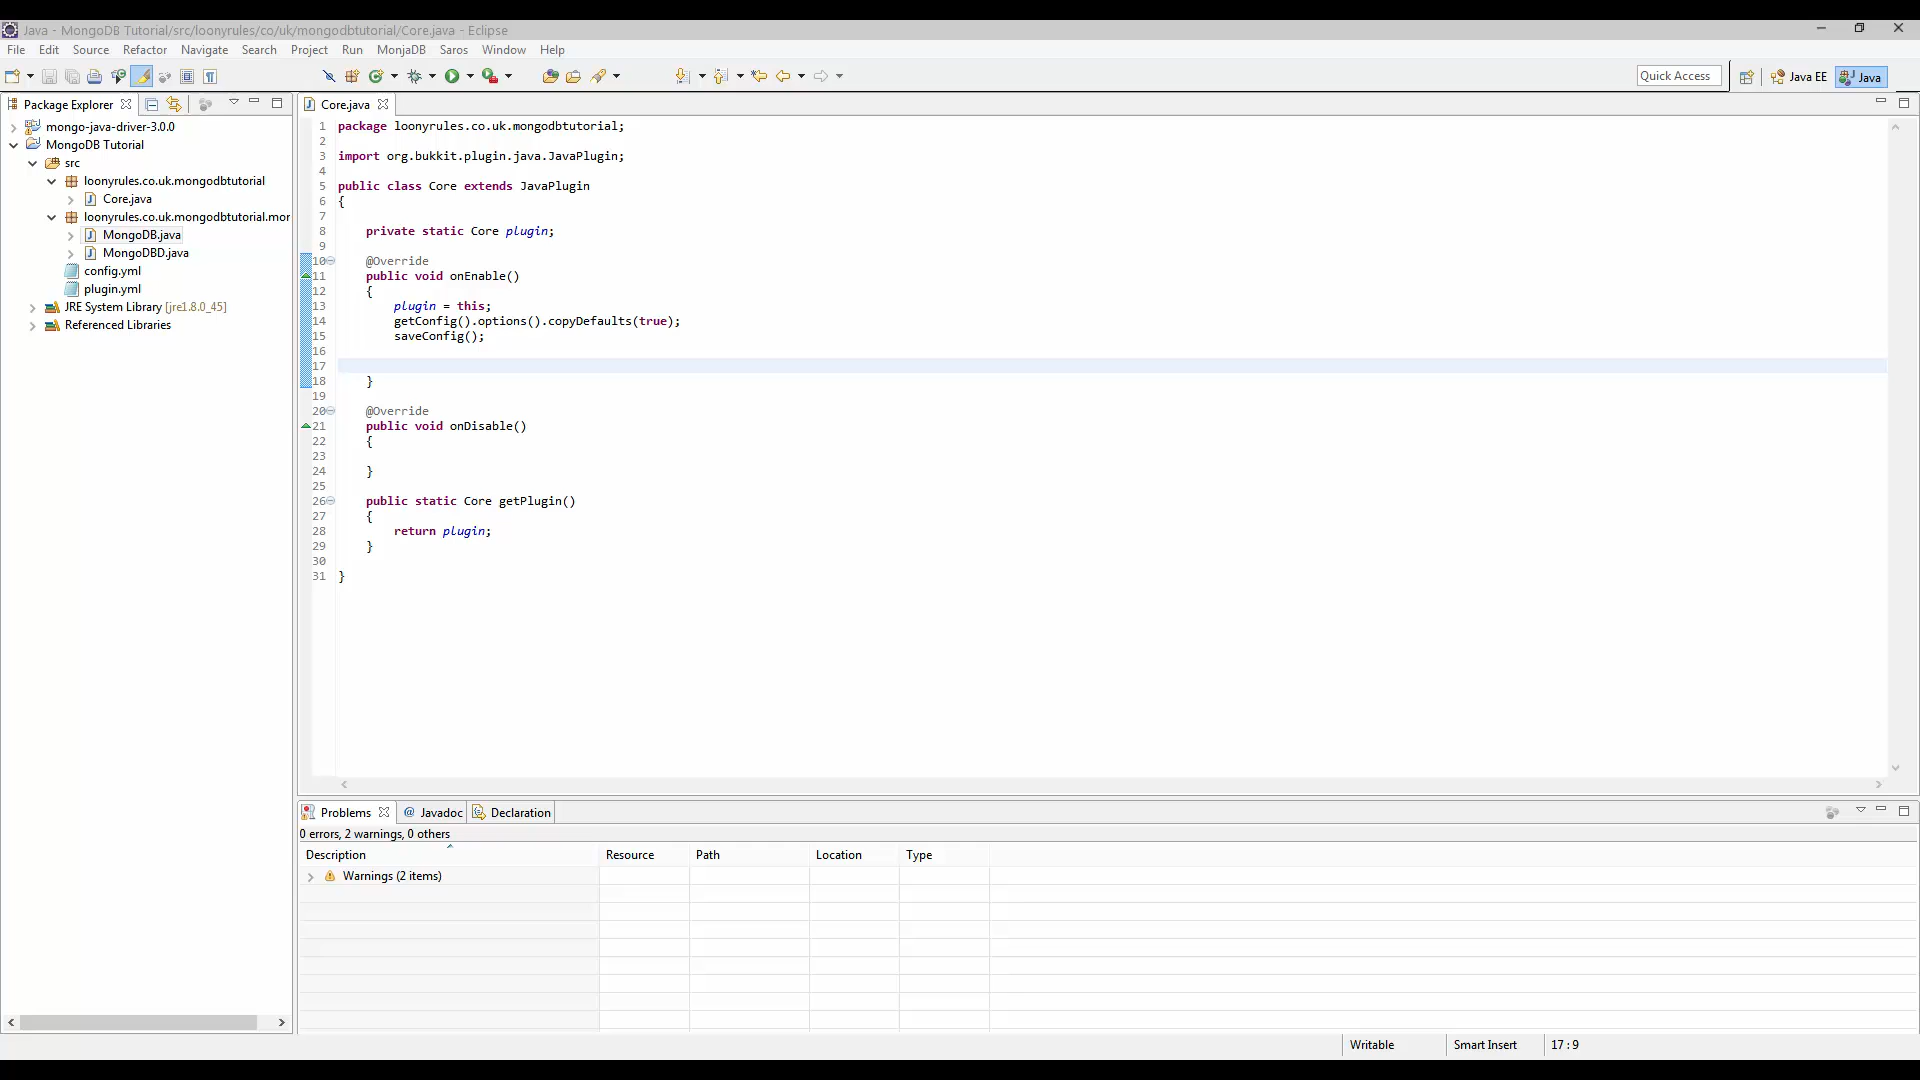 Java - MongoDB Tutorial/src/loonyrules/co/uk/mongodbtutorial/Core.java - Eclipse
File Edit Source Refactor Navigate Search Project Run MonjaDB Saros Window Help
Quick Access Java EE Java
Package Explorer
mongo-java-driver-3.0.0
MongoDB Tutorial
src
loonyrules.co.uk.mongodbtutorial
Core.java
loonyrules.co.uk.mongodbtutorial.mor
MongoDB.java
MongoDBD.java
config.yml
plugin.yml
JRE System Library [jre1.8.0_45]
Referenced Libraries
Core.java
1 package loonyrules.co.uk.mongodbtutorial;
2
3 import org.bukkit.plugin.java.JavaPlugin;
4
5 public class Core extends JavaPlugin
6 {
7
8 private static Core plugin;
9
10 @Override
11 public void onEnable()
12 {
13 plugin = this;
14 getConfig().options().copyDefaults(true);
15 saveConfig();
16
17
18 }
19
20 @Override
21 public void onDisable()
22 {
23
24 }
25
26 public static Core getPlugin()
27 {
28 return plugin;
29 }
30
31 }
Problems @ Javadoc Declaration
0 errors, 2 warnings, 0 others
Description Resource Path Location Type
Warnings (2 items)
Writable Smart Insert 17 : 9